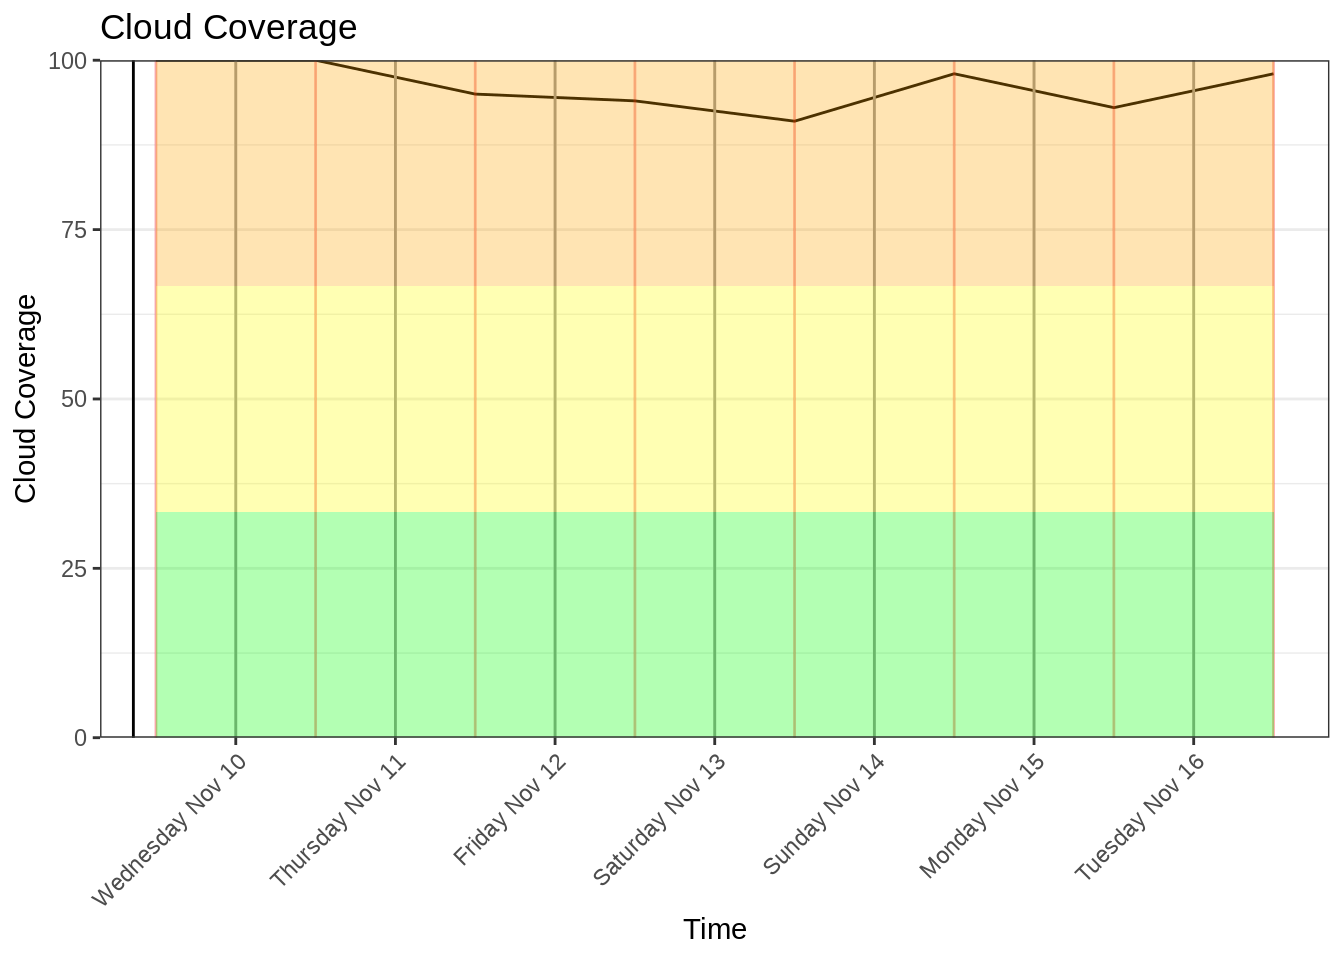 Cloud Coverage
Cloud Coverage
100
75
50
25
0
Wednesday Nov 10
Thursday Nov 11
Friday Nov 12
Saturday Nov 13
Sunday Nov 14
Monday Nov 15
Tuesday Nov 16
Time